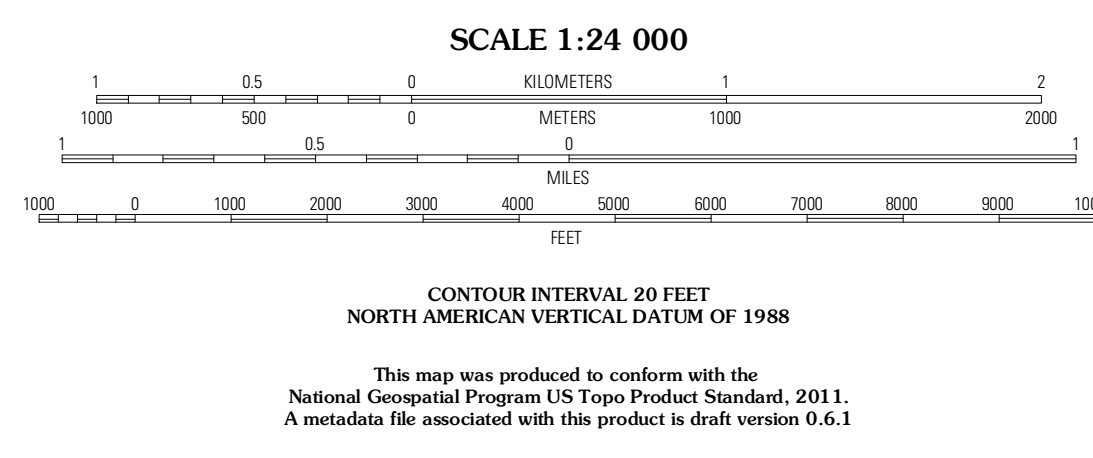 SCALE 1:24 000
1 0.5 0 KILOMETERS 1 2
1000 500 0 METERS 1000 2000
1 0.5 0 1
MILES
1000 0 1000 2000 3000 4000 5000 6000 7000 8000 9000
FEET
CONTOUR INTERVAL 20 FEET
NORTH AMERICAN VERTICAL DATUM OF 1988
This map was produced to conform with the
National Geospatial Program US Topo Product Standard, 2011.
A metadata file associated with this product is draft version 0.6.1